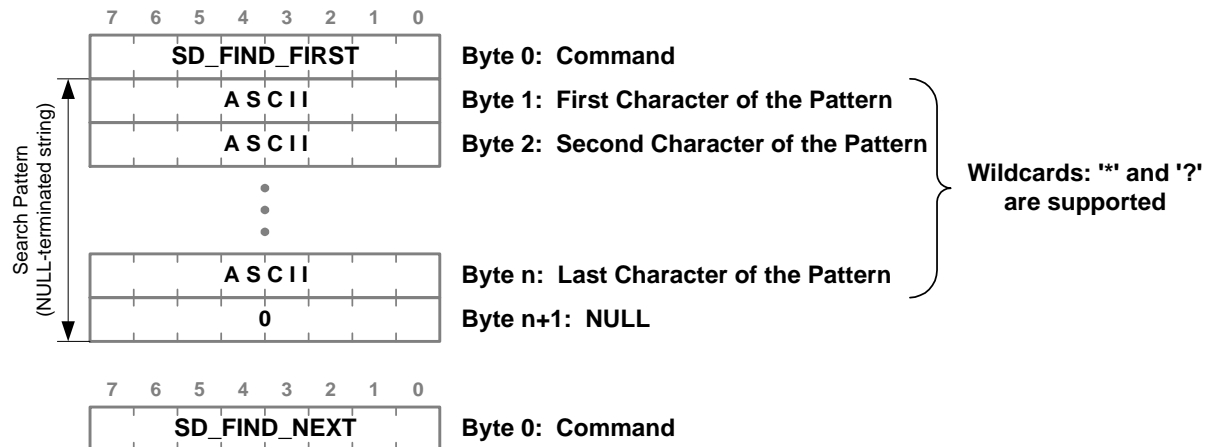 7 6 5 4 3 2 1 0
SD_FIND_FIRST Byte 0: Command
A S C I I Byte 1: First Character of the Pattern
A S C I I Byte 2: Second Character of the Pattern
Wildcards: '*' and '?'
are supported
Search Pattern
(NULL-terminated string)
A S C I I Byte n: Last Character of the Pattern
0 Byte n+1: NULL
7 6 5 4 3 2 1 0
SD_FIND_NEXT Byte 0: Command